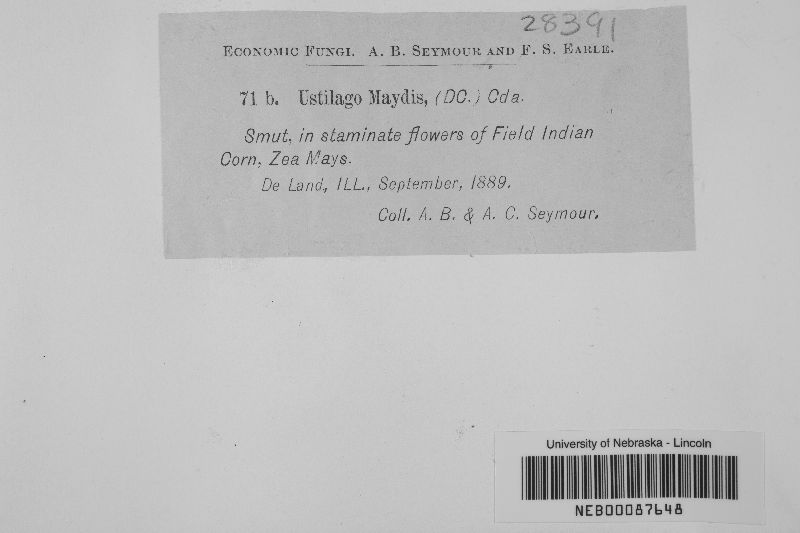 28391
Economic Fungi. A. B. Seymour and F. S. Earle.
71 b. Ustilago Maydis, (DC.) Cda.
Smut, in staminate flowers of Field Indian
Corn, Zea Mays.
De Land, ILL., September, 1889.
Coll. A. B. & A. C. Seymour.
University of Nebraska - Lincoln
NEB00087648